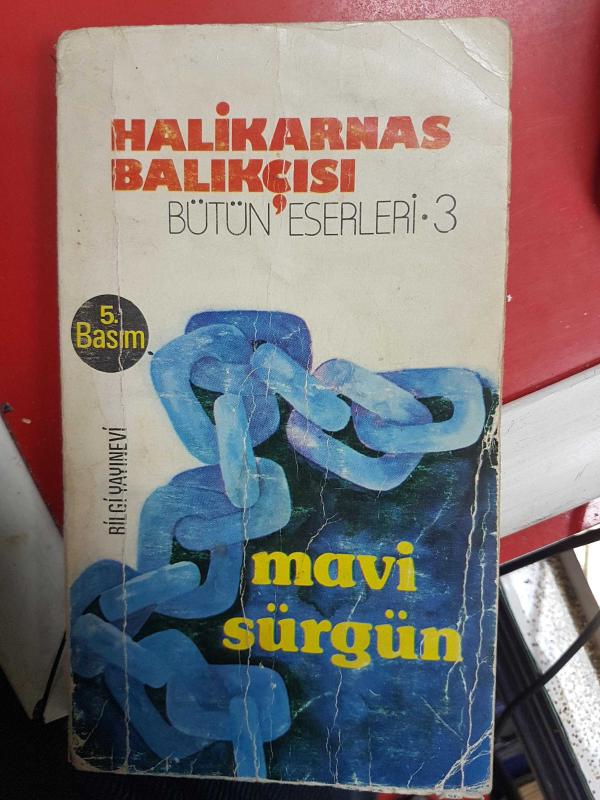 HALİKARNAS
BALIKÇISI
BÜTÜN ESERLERİ·3
5.
Basım
BİLGİ YAYINEVİ
mavi
sürgün